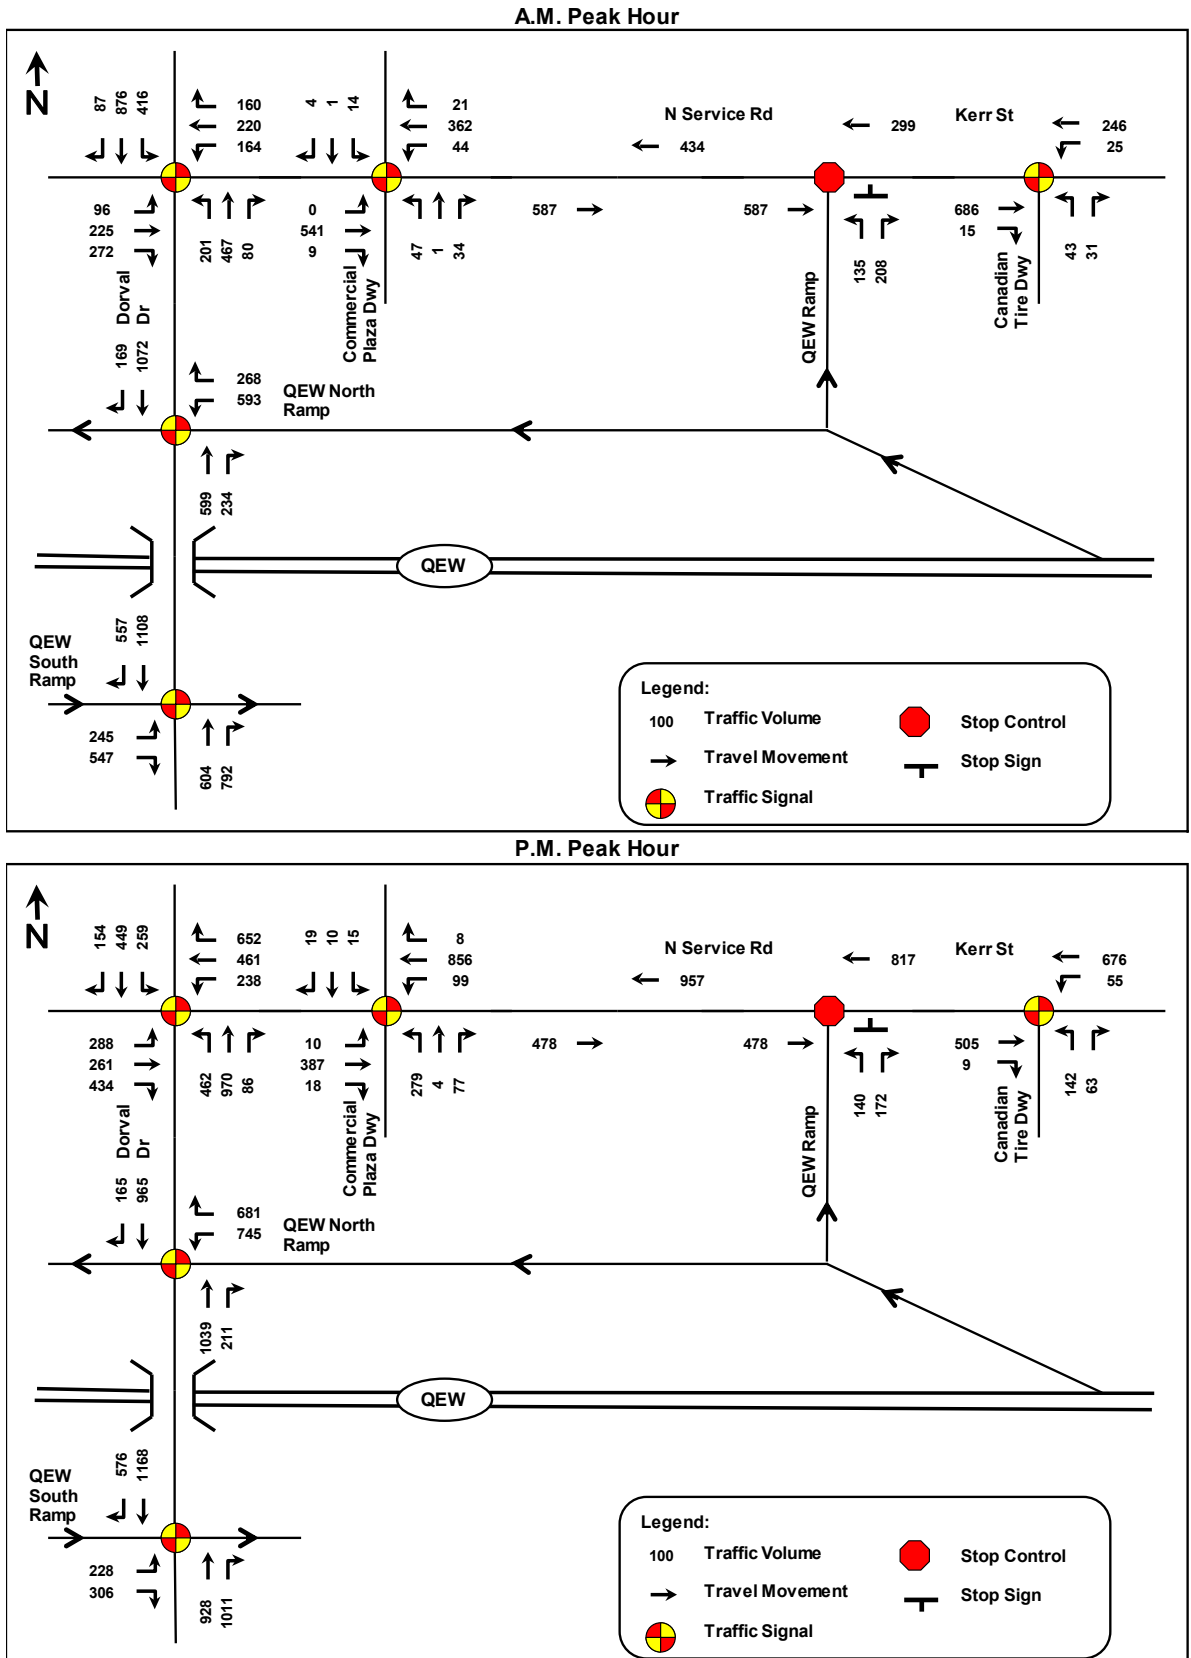 A.M. Peak Hour
N
87
876
416
160
220
164
4
1
14
21
362
44
N Service Rd
434
299
Kerr St
246
25
96
225
272
201
467
80
0
541
9
47
1
34
587
587
135
208
686
15
43
31
Dorval
Dr
Commercial
Plaza Dwy
QEW Ramp
Canadian
Tire Dwy
169
1072
268
593
QEW North
Ramp
599
234
QEW
557
1108
QEW
South
Ramp
245
547
604
792
Legend:
100 Traffic Volume
Stop Control
Travel Movement
Stop Sign
Traffic Signal
P.M. Peak Hour
N
154
449
259
652
461
238
19
10
15
8
856
99
N Service Rd
957
817
Kerr St
676
55
288
261
434
462
970
86
10
387
18
279
4
77
478
478
140
172
505
9
142
63
Dorval
Dr
Commercial
Plaza Dwy
QEW Ramp
Canadian
Tire Dwy
165
965
681
745
QEW North
Ramp
1039
211
QEW
576
1168
QEW
South
Ramp
228
306
928
1011
Legend:
100 Traffic Volume
Stop Control
Travel Movement
Stop Sign
Traffic Signal